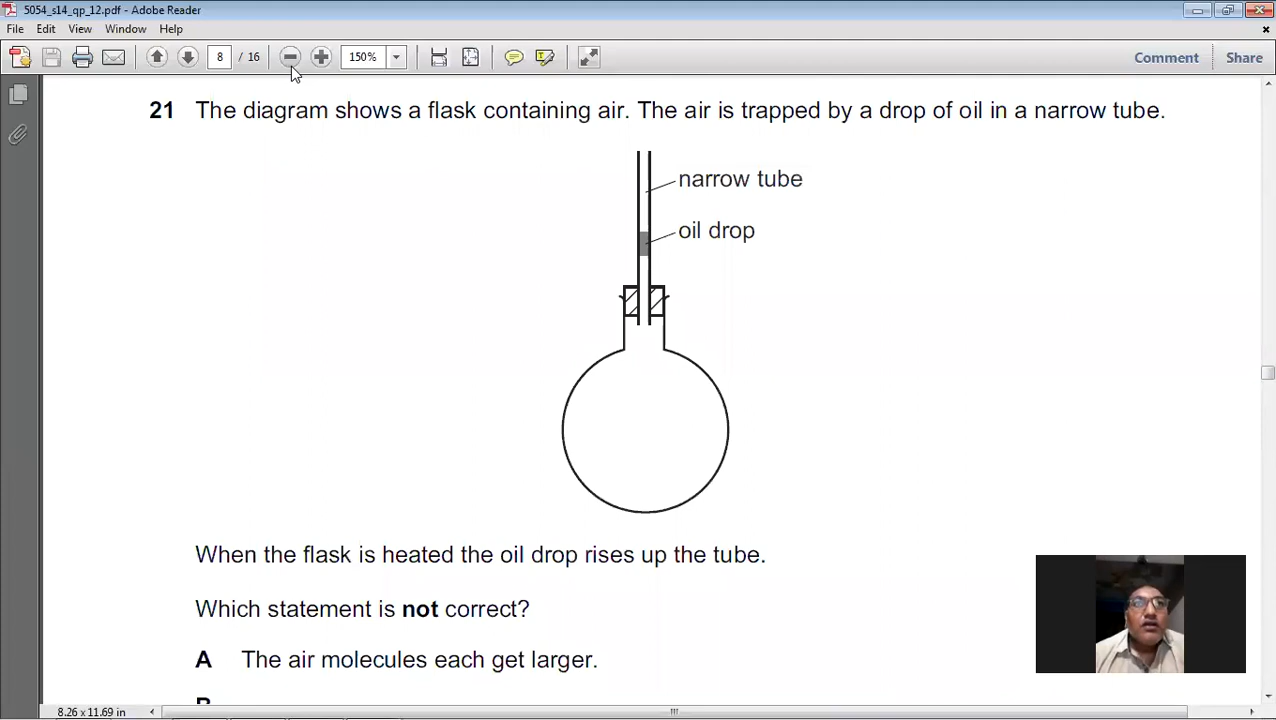 5054_s14_qp_12.pdf - Adobe Reader
File Edit View Window Help
8 / 16 150% Comment Share
21 The diagram shows a flask containing air. The air is trapped by a drop of oil in a narrow tube.
narrow tube
oil drop
When the flask is heated the oil drop rises up the tube.
Which statement is not correct?
A The air molecules each get larger.
B
8.26 x 11.69 in